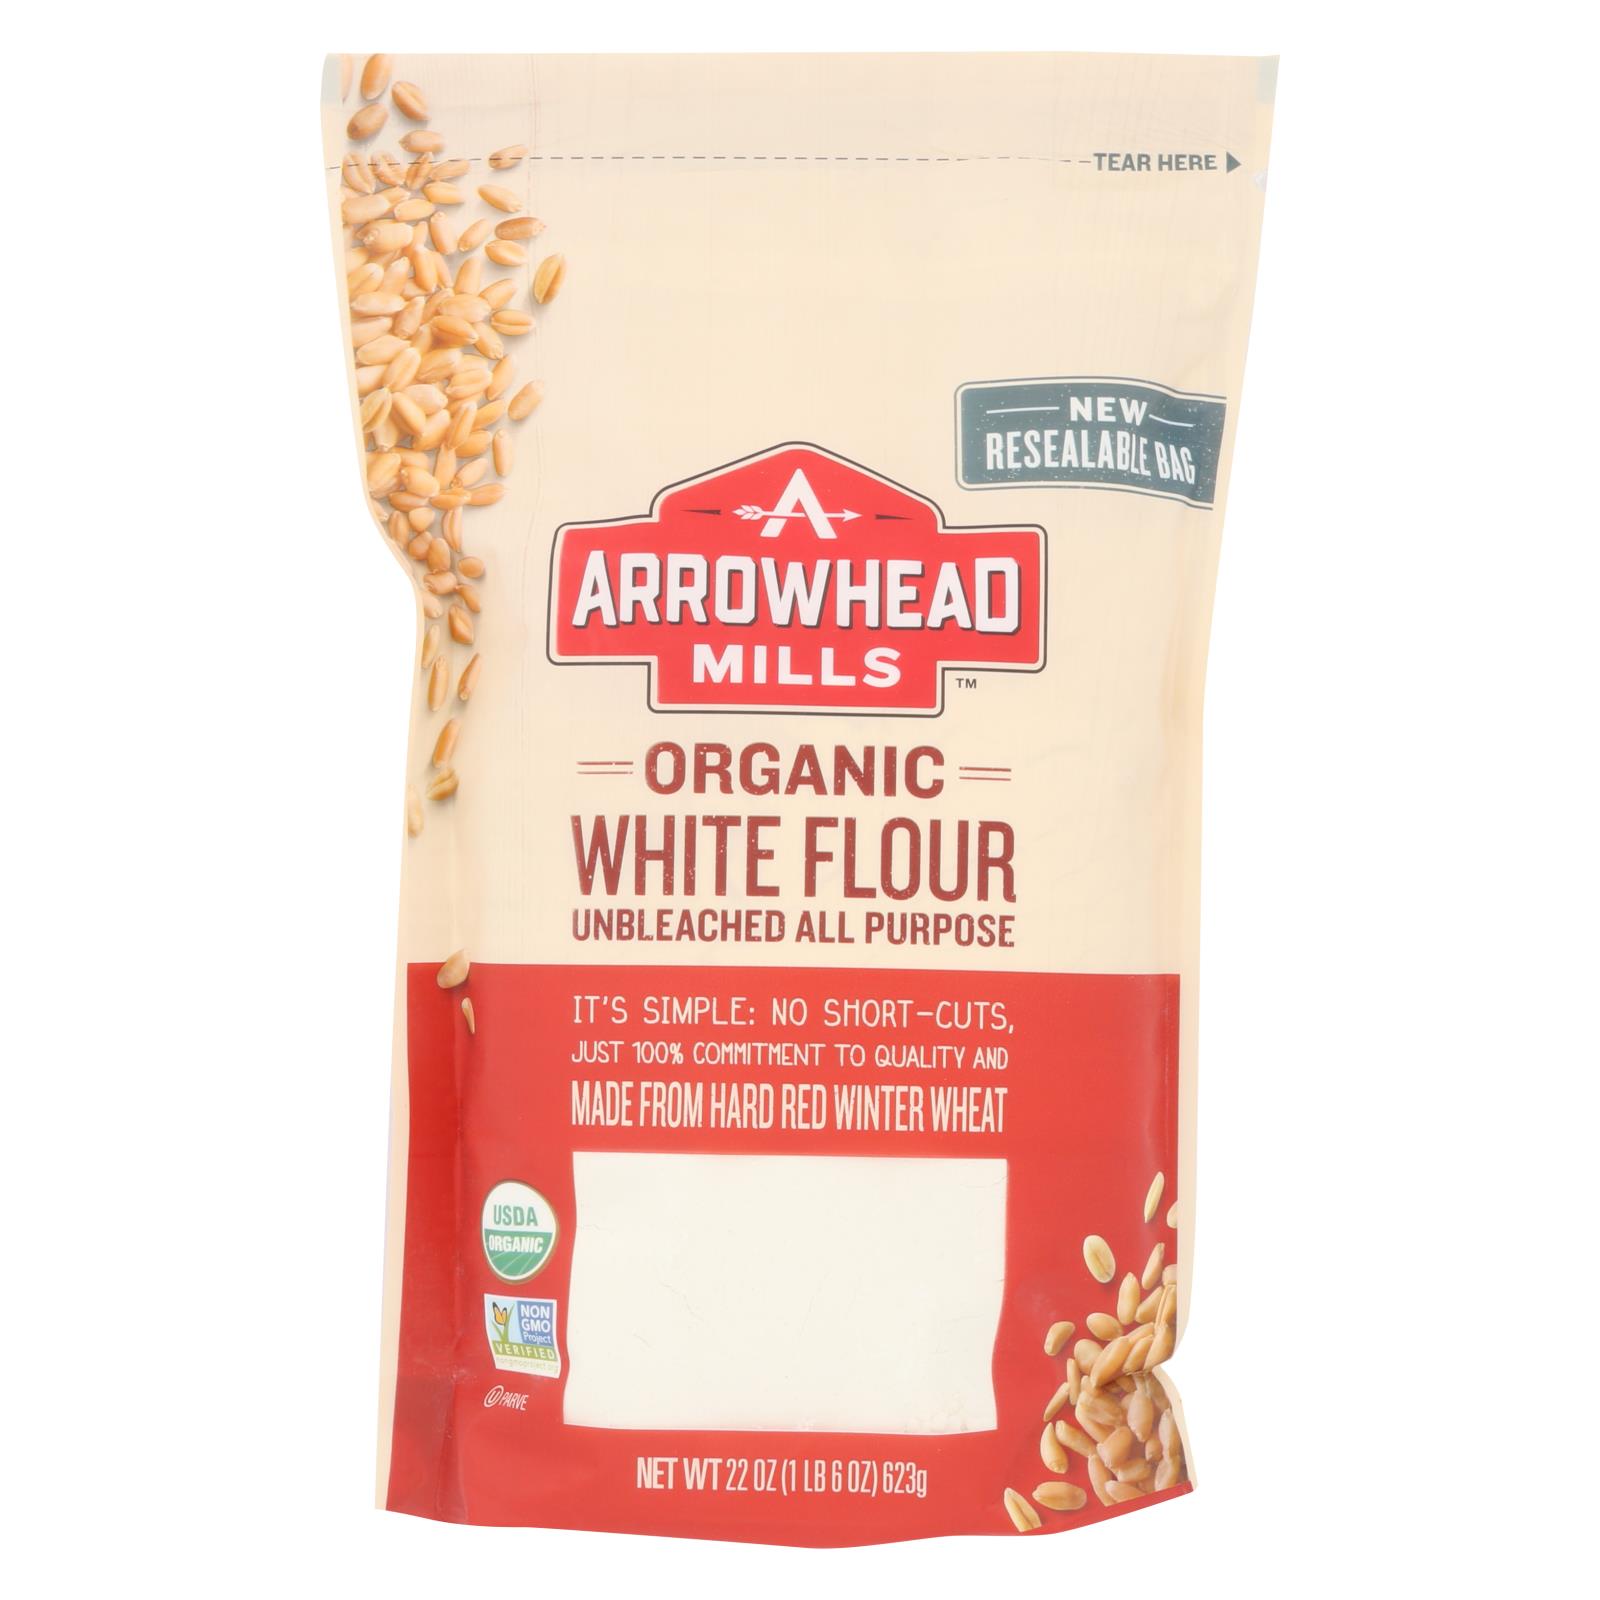 TEAR HERE
NEW
RESEALABLE BAG
A
ARROWHEAD
MILLS
TM
ORGANIC
WHITE FLOUR
UNBLEACHED ALL PURPOSE
IT'S SIMPLE: NO SHORT-CUTS,
JUST 100% COMMITMENT TO QUALITY AND
MADE FROM HARD RED WINTER WHEAT
USDA
ORGANIC
NON
GMO
Project
VERIFIED
nongmoproject.org
U PARVE
NET WT 22 OZ (1 LB 6 OZ) 623g